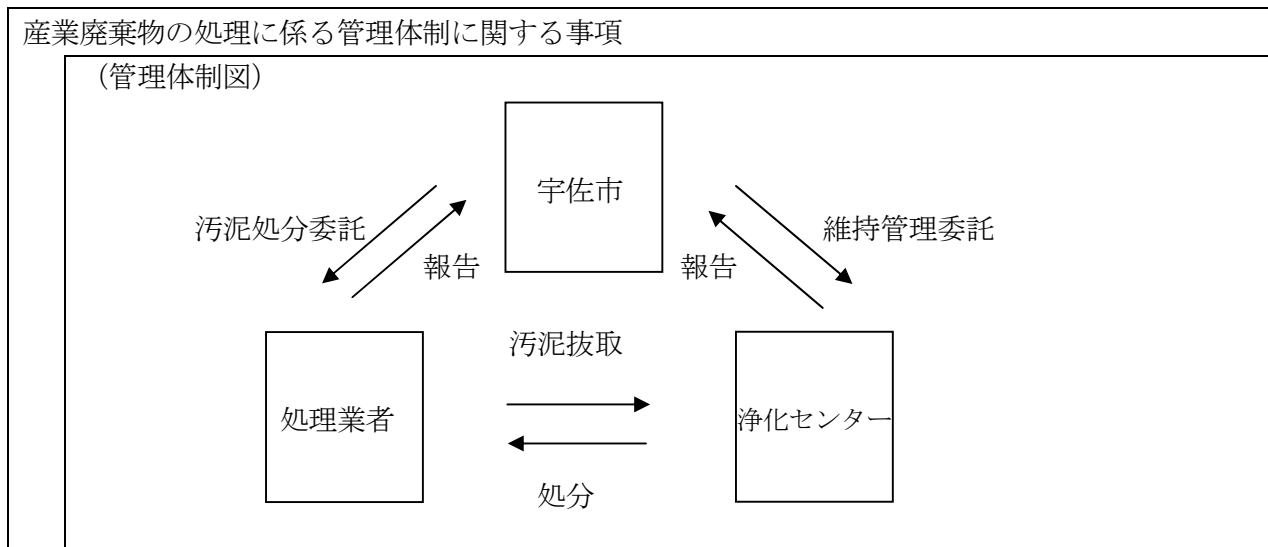 産業廃棄物の処理に係る管理体制に関する事項
（管理体制図）
宇佐市
汚泥処分委託
維持管理委託
報告
報告
汚泥抜取
処理業者
浄化センター
処分